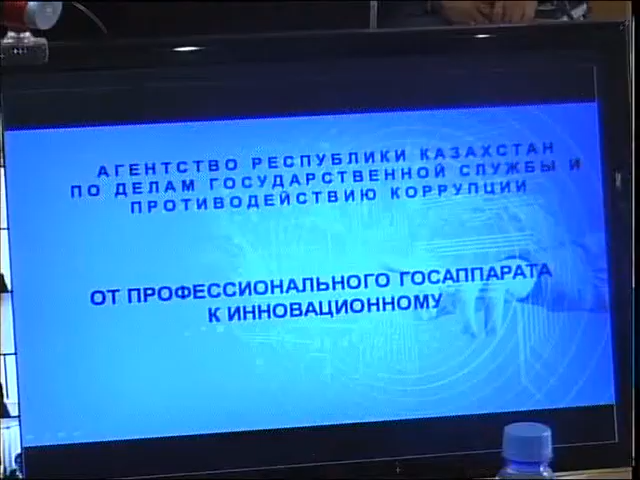 АГЕНТСТВО РЕСПУБЛИКИ КАЗАХСТАН
ПО ДЕЛАМ ГОСУДАРСТВЕННОЙ СЛУЖБЫ И
ПРОТИВОДЕЙСТВИЮ КОРРУПЦИИ
ОТ ПРОФЕССИОНАЛЬНОГО ГОСАППАРАТА
К ИННОВАЦИОННОМУ